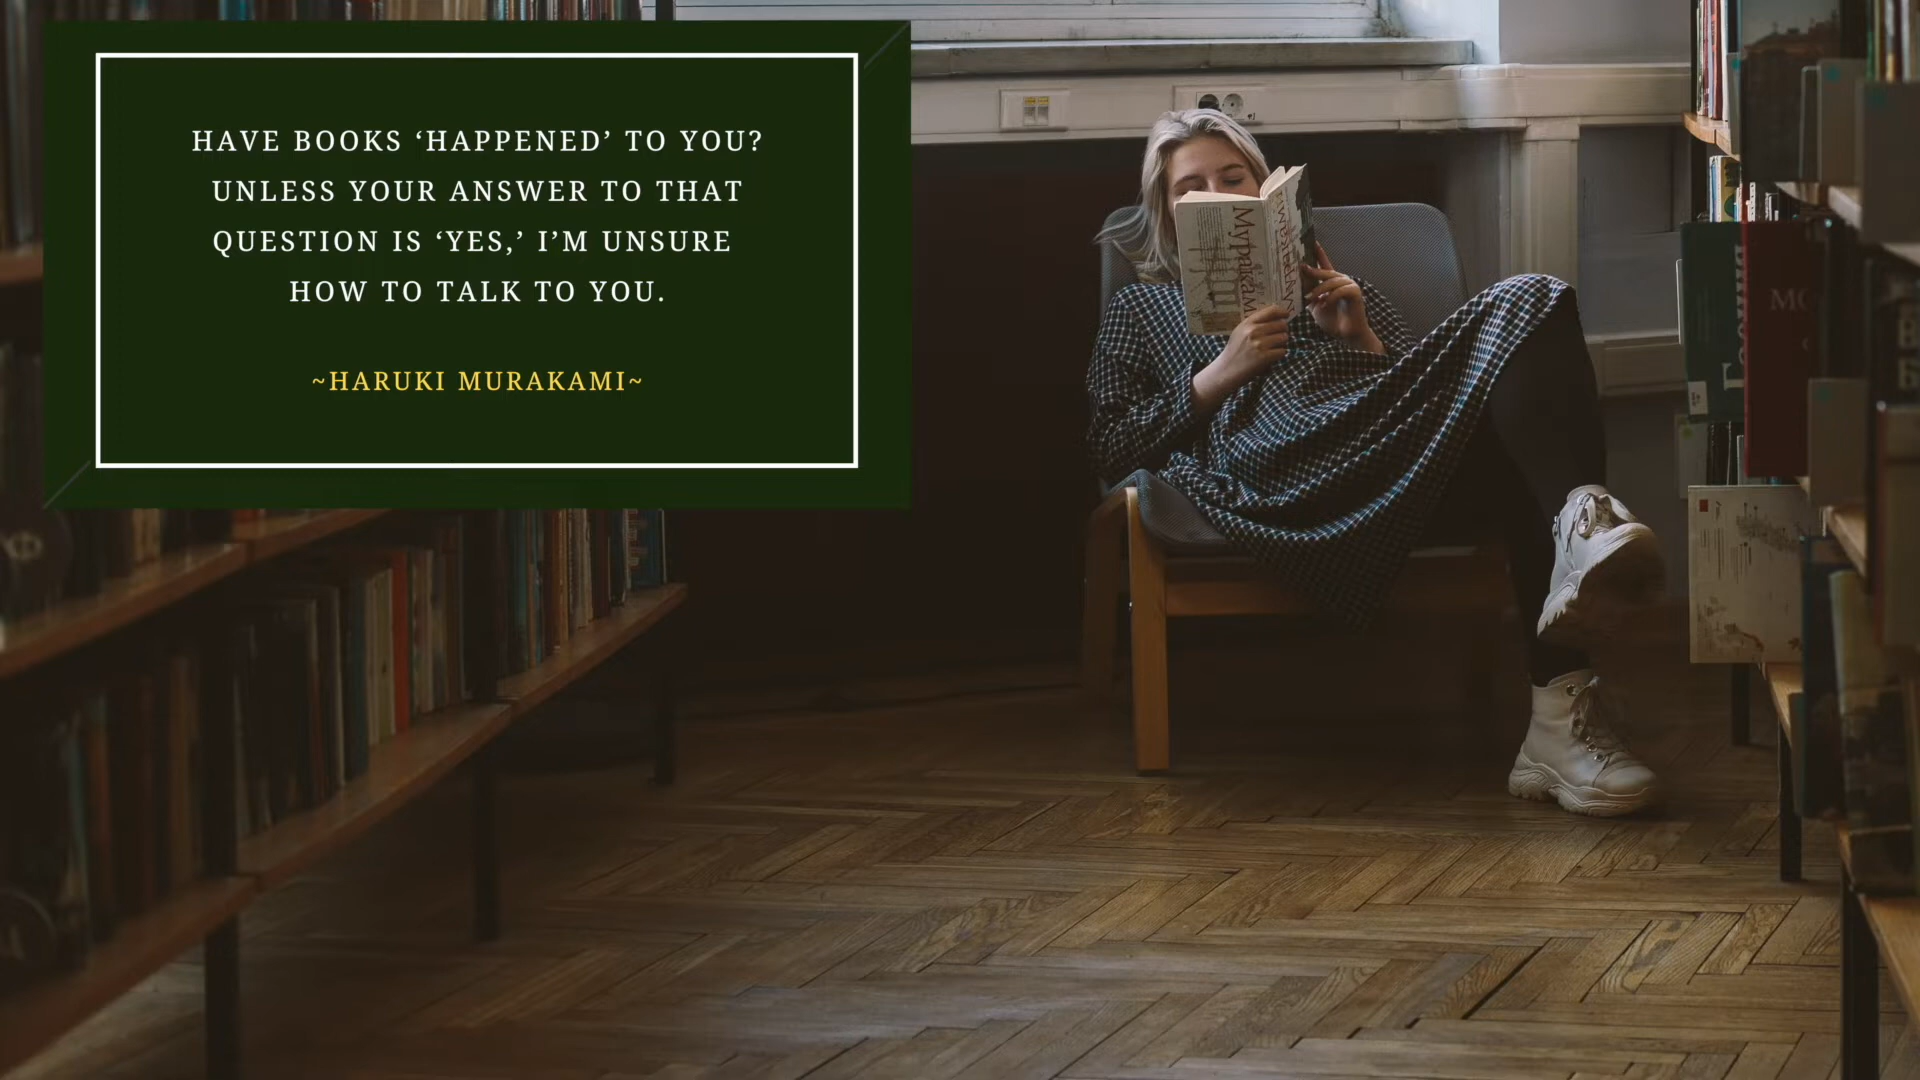 HAVE BOOKS ‘HAPPENED’ TO YOU?
UNLESS YOUR ANSWER TO THAT
QUESTION IS ‘YES,’ I’M UNSURE
HOW TO TALK TO YOU.
~HARUKI MURAKAMI~
Мураками